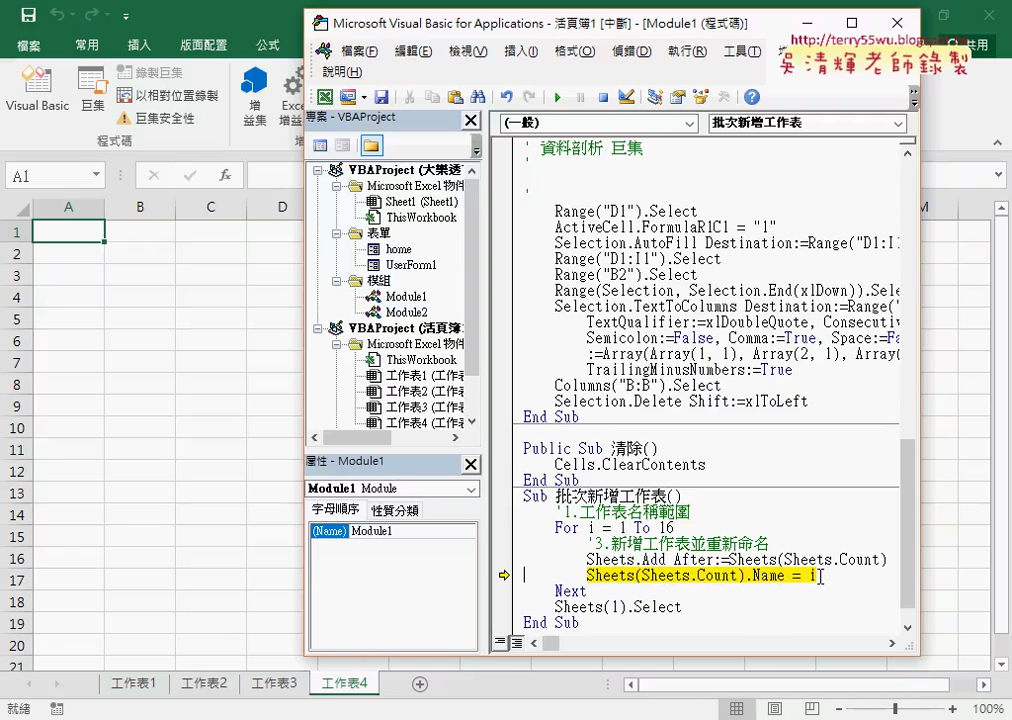 Microsoft Visual Basic for Applications - 活頁簿1 [中斷] - [Module1 (程式碼)]
檔案 常用 插入 版面配置 公式
共用
檔案(F) 編輯(E) 檢視(V) 插入(I) 格式(O) 偵錯(D) 執行(R) 工具(T)
說明(H)
http://terry55wu.blogspot.tw
吳清輝老師錄製
Visual Basic 巨集
錄製巨集
以相對位置錄製
巨集安全性
程式碼
增
益集
Exce
增益
專案 - VBAProject
(一般) 批次新增工作表
A1 fx
VBAProject (大樂透
Microsoft Excel 物件
Sheet1 (Sheet1)
ThisWorkbook
表單
home
UserForm1
模組
Module1
Module2
VBAProject (活頁簿
Microsoft Excel 物件
ThisWorkbook
工作表1 (工作表
工作表2 (工作表
工作表3 (工作表
工作表4 (工作表
屬性 - Module1
Module1 Module
字母順序 性質分類
(Name) Module1
' 資料剖析 巨集
'
'
Range("D1").Select
ActiveCell.FormulaR1C1 = "1"
Selection.AutoFill Destination:=Range("D1:I1
Range("D1:I1").Select
Range("B2").Select
Range(Selection, Selection.End(xlDown)).Sele
Selection.TextToColumns Destination:=Range("
TextQualifier:=xlDoubleQuote, Consecutiv
Semicolon:=False, Comma:=True, Space:=Fa
:=Array(Array(1, 1), Array(2, 1), Array(
TrailingMinusNumbers:=True
Columns("B:B").Select
Selection.Delete Shift:=xlToLeft
End Sub
Public Sub 清除()
Cells.ClearContents
End Sub
Sub 批次新增工作表()
'1.工作表名稱範圍
For i = 1 To 16
'3.新增工作表並重新命名
Sheets.Add After:=Sheets(Sheets.Count)
Sheets(Sheets.Count).Name = i
Next
Sheets(1).Select
End Sub
A B C D M
1
2
3
4
5
6
7
8
9
10
11
12
13
14
15
16
17
18
19
20
21
工作表1 工作表2 工作表3 工作表4
就緒 100%